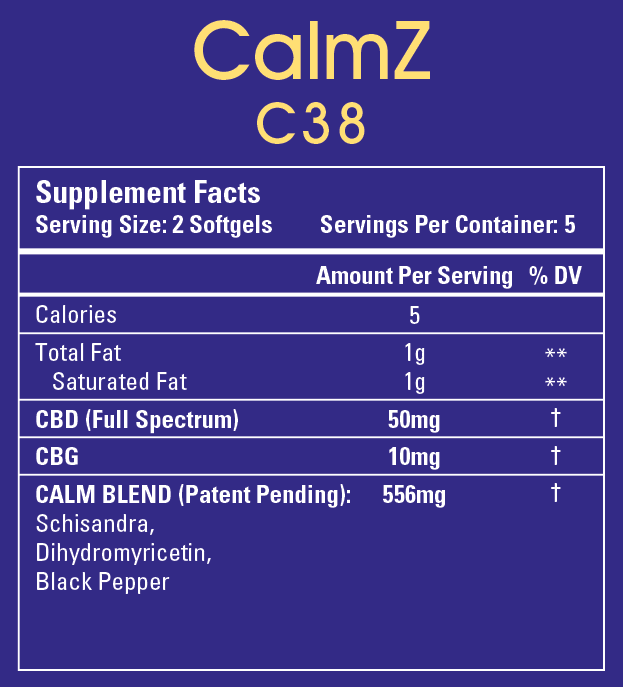 CalmZ
C38
Supplement Facts
Serving Size: 2 Softgels Servings Per Container: 5
Amount Per Serving % DV
Calories 5
Total Fat 1g **
Saturated Fat 1g **
CBD (Full Spectrum) 50mg †
CBG 10mg †
CALM BLEND (Patent Pending): 556mg †
Schisandra,
Dihydromyricetin,
Black Pepper